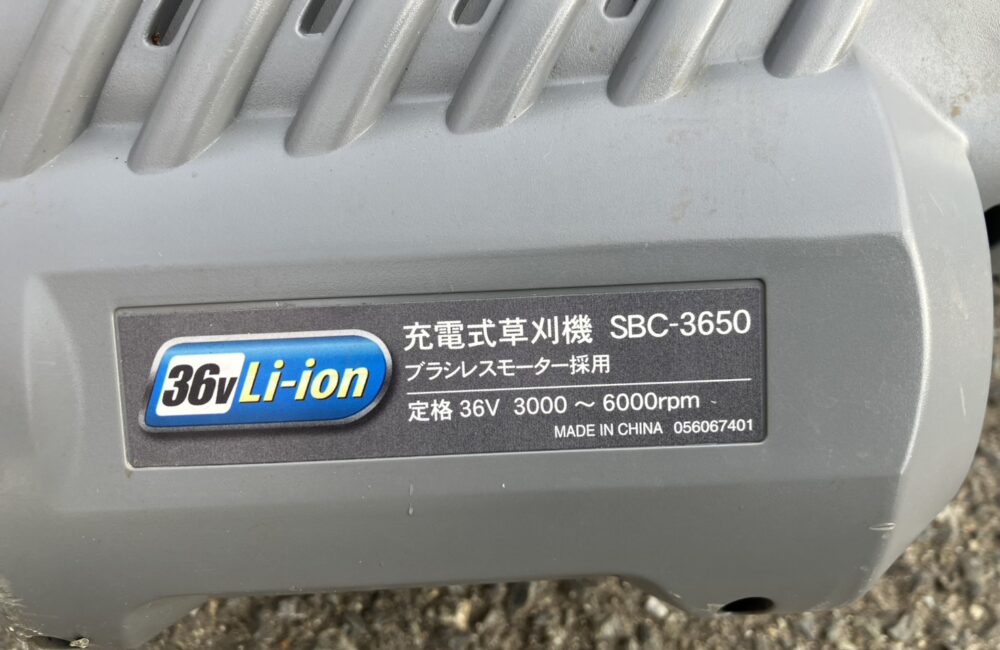 36v Li-ion
充電式草刈機 SBC-3650
ブラシレスモーター採用
定格 36V 3000 ～ 6000rpm
MADE IN CHINA 056067401